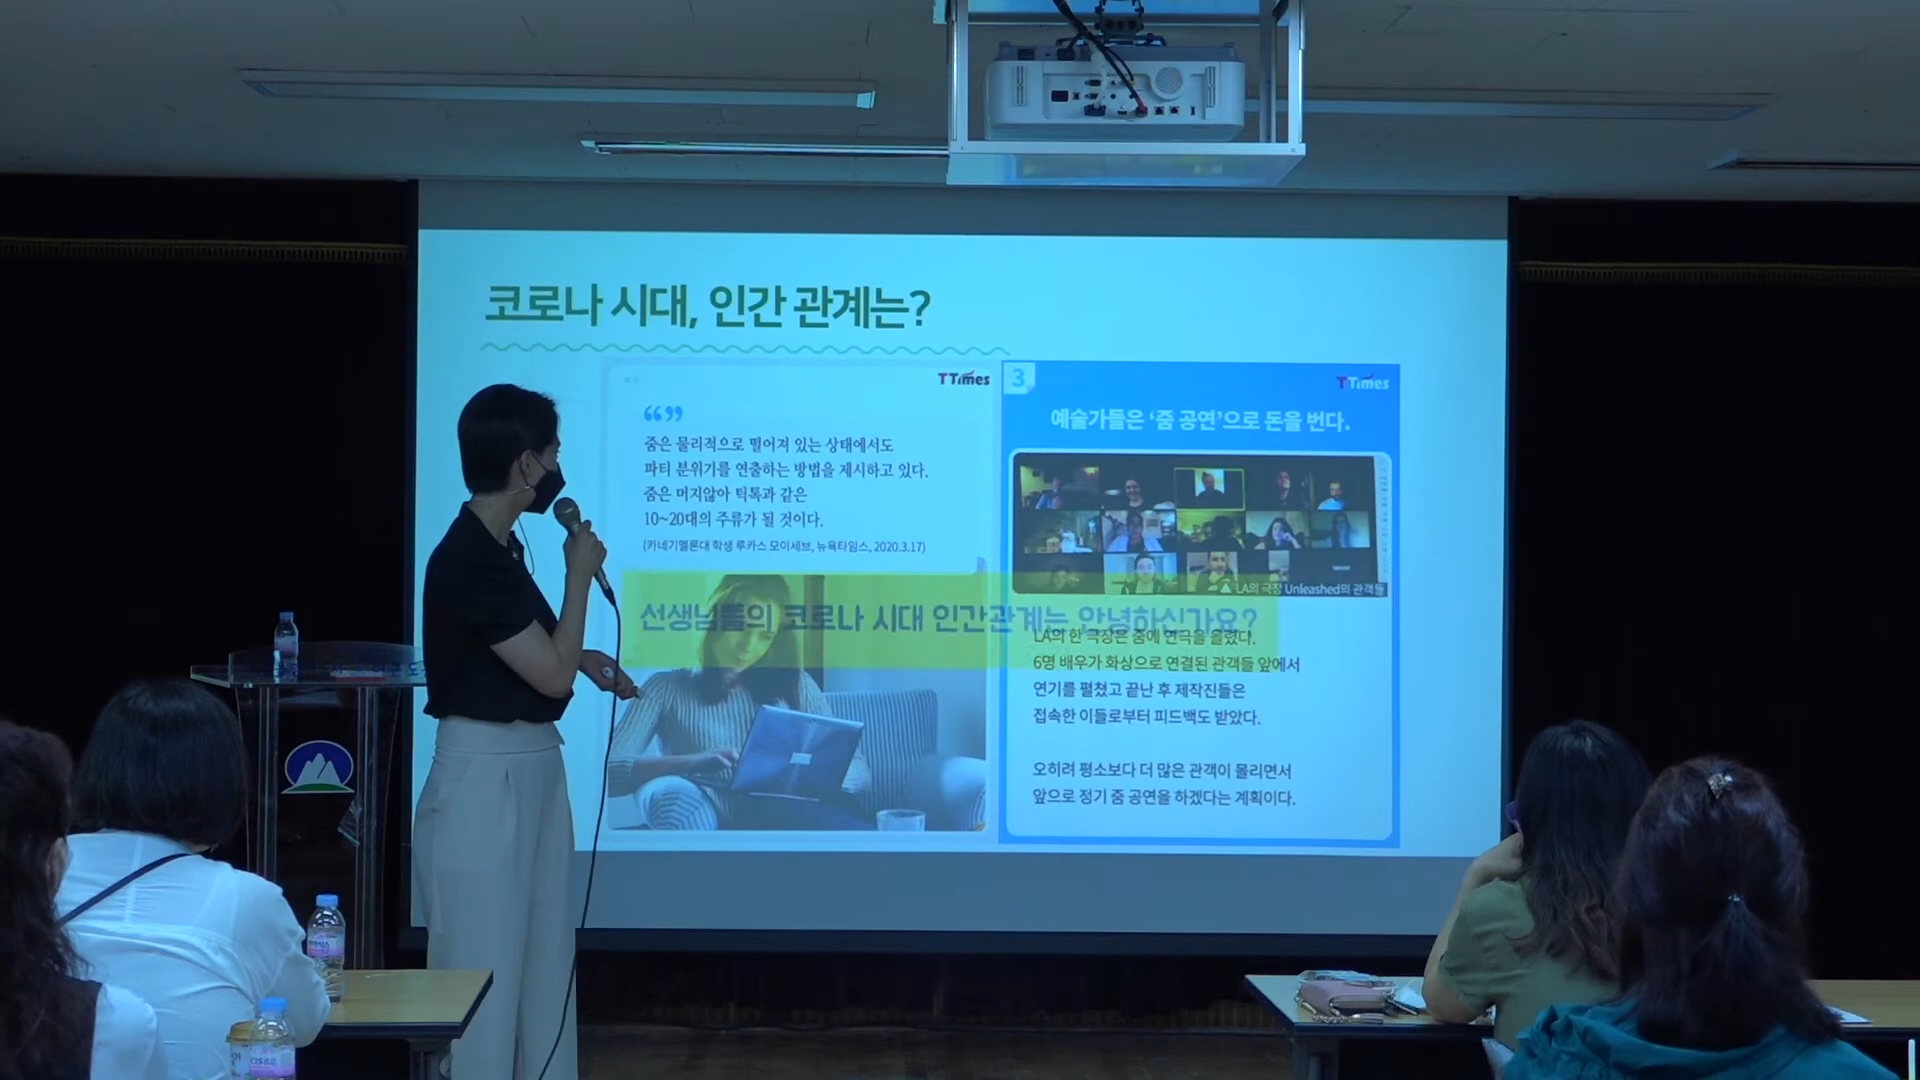 코로나 시대, 인간 관계는?
TTimes
줌은 물리적으로 떨어져 있는 상태에서도
파티 분위기를 연출하는 방법을 제시하고 있다.
줌은 머지않아 틱톡과 같은
10~20대의 주류가 될 것이다.
(카네기멜론대 학생 루카스 모이세브, 뉴욕타임스, 2020.3.17)
선생님들의 코로나 시대 인간관계는 안녕하신가요?
3
TTimes
예술가들은 ‘줌 공연’으로 돈을 번다.
LA의 극장 Unleashed의 관객들
LA의 한 극장은 줌에 연극을 올렸다.
6명 배우가 화상으로 연결된 관객들 앞에서
연기를 펼쳤고 끝난 후 제작진들은
접속한 이들로부터 피드백도 받았다.
오히려 평소보다 더 많은 관객이 몰리면서
앞으로 정기 줌 공연을 하겠다는 계획이다.